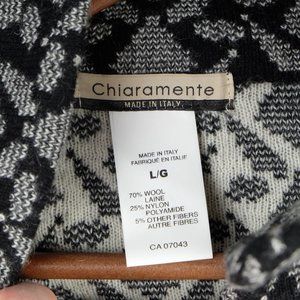 Chiaramente
MADE IN ITALY
MADE IN ITALY
FABRIQUÉ EN ITALIE
L/G
70% WOOL
LAINE
25% NYLON
POLYAMIDE
5% OTHER FIBERS
AUTRE FIBRES
CA 07043